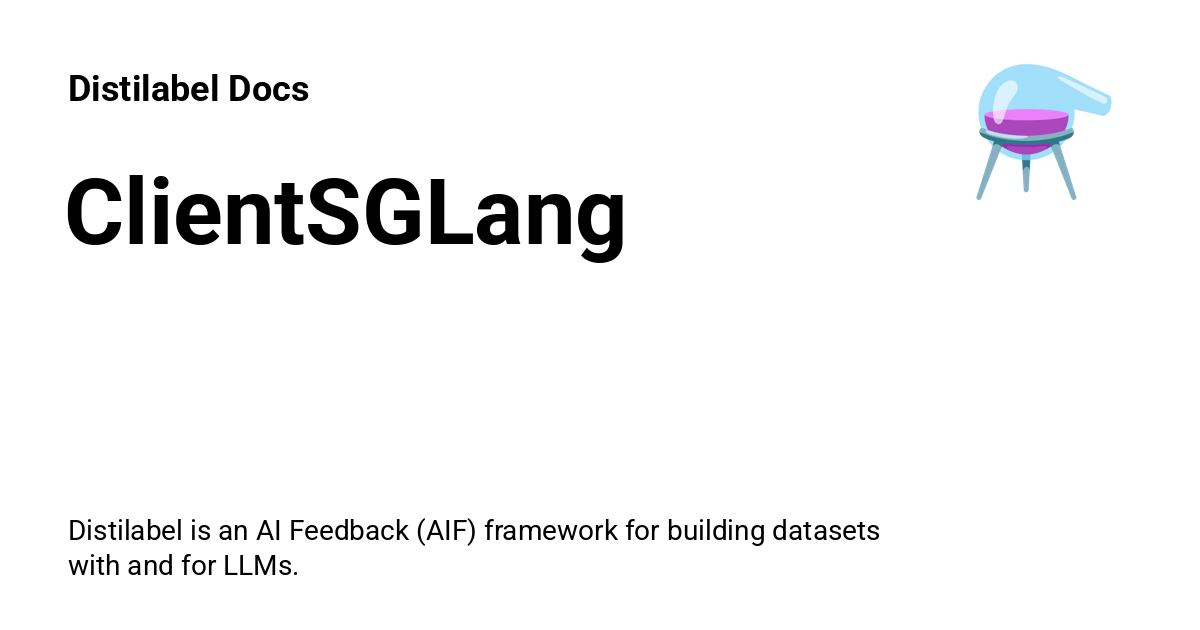 Distilabel Docs
ClientSGLang
Distilabel is an AI Feedback (AIF) framework for building datasets
with and for LLMs.